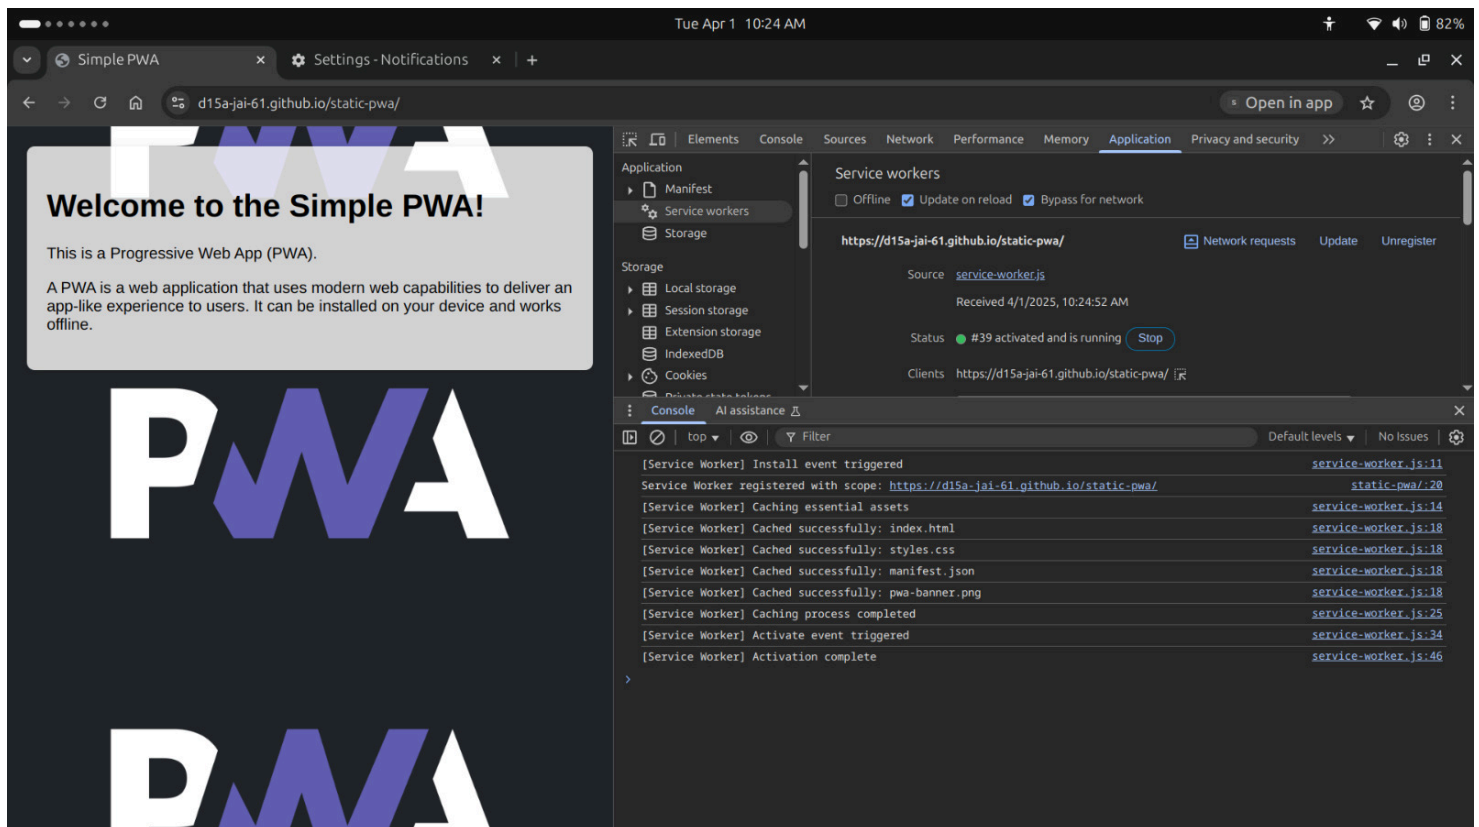 Tue Apr 1 10:24 AM
82%
Simple PWA
Settings - Notifications
d15a-jai-61.github.io/static-pwa/
Open in app
PWA
Welcome to the Simple PWA!
This is a Progressive Web App (PWA).
A PWA is a web application that uses modern web capabilities to deliver an
app-like experience to users. It can be installed on your device and works
offline.
PWA
PWA
Elements Console Sources Network Performance Memory Application Privacy and security
Application
Manifest
Service workers
Storage
Storage
Local storage
Session storage
Extension storage
IndexedDB
Cookies
Private state tokens
Service workers
Offline Update on reload Bypass for network
https://d15a-jai-61.github.io/static-pwa/ Network requests Update Unregister
Source service-worker.js
Received 4/1/2025, 10:24:52 AM
Status #39 activated and is running Stop
Clients https://d15a-jai-61.github.io/static-pwa/
Console AI assistance
top Filter Default levels No Issues
[Service Worker] Install event triggered service-worker.js:11
Service Worker registered with scope: https://d15a-jai-61.github.io/static-pwa/ static-pwa/:20
[Service Worker] Caching essential assets service-worker.js:14
[Service Worker] Cached successfully: index.html service-worker.js:18
[Service Worker] Cached successfully: styles.css service-worker.js:18
[Service Worker] Cached successfully: manifest.json service-worker.js:18
[Service Worker] Cached successfully: pwa-banner.png service-worker.js:18
[Service Worker] Caching process completed service-worker.js:25
[Service Worker] Activate event triggered service-worker.js:34
[Service Worker] Activation complete service-worker.js:46